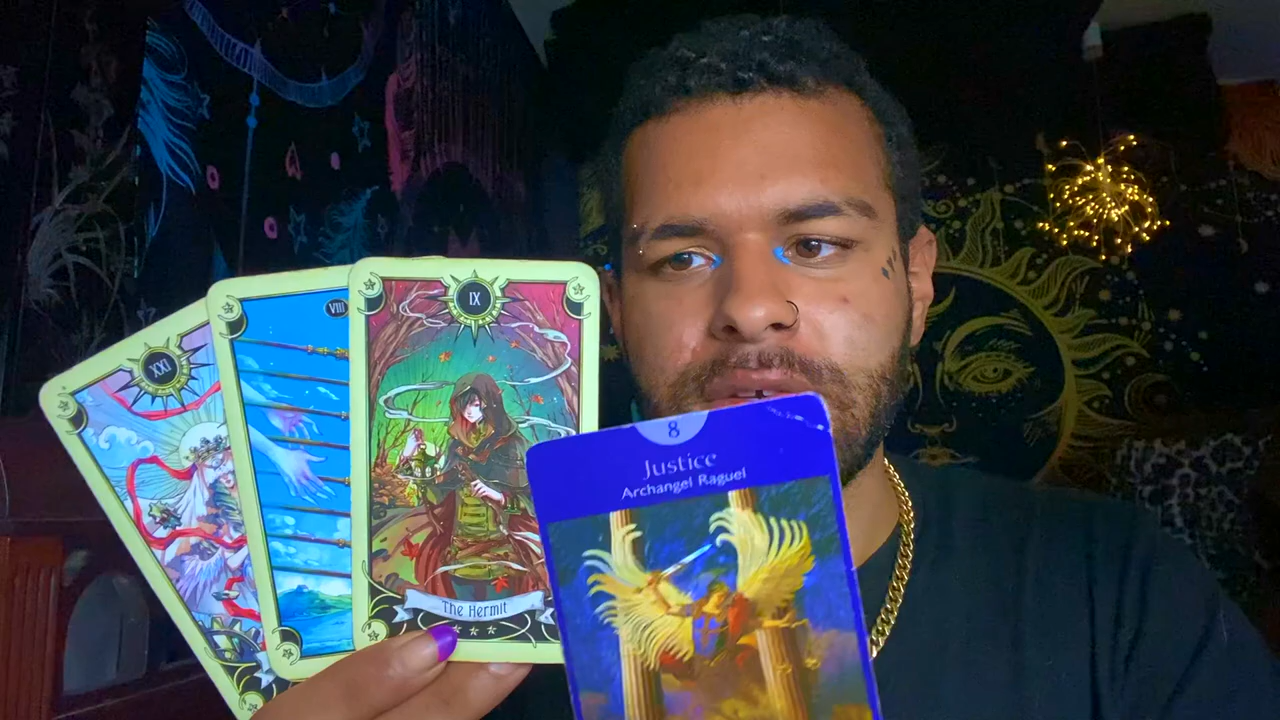 XXI
VIII
IX
The Hermit
8
Justice
Archangel Raguel